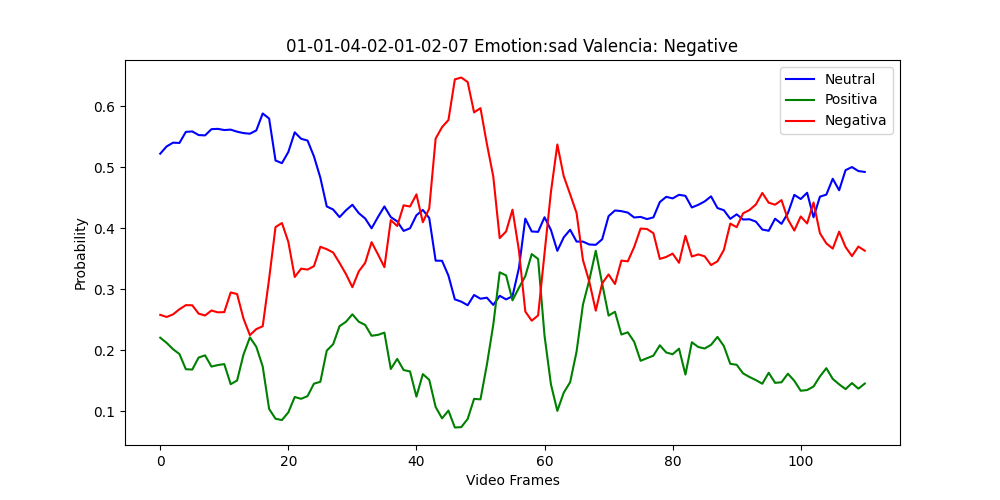 01-01-04-02-01-02-07 Emotion:sad Valencia: Negative
Neutral
Positiva
Negativa
Probability
0.6
0.5
0.4
0.3
0.2
0.1
0 20 40 60 80 100
Video Frames